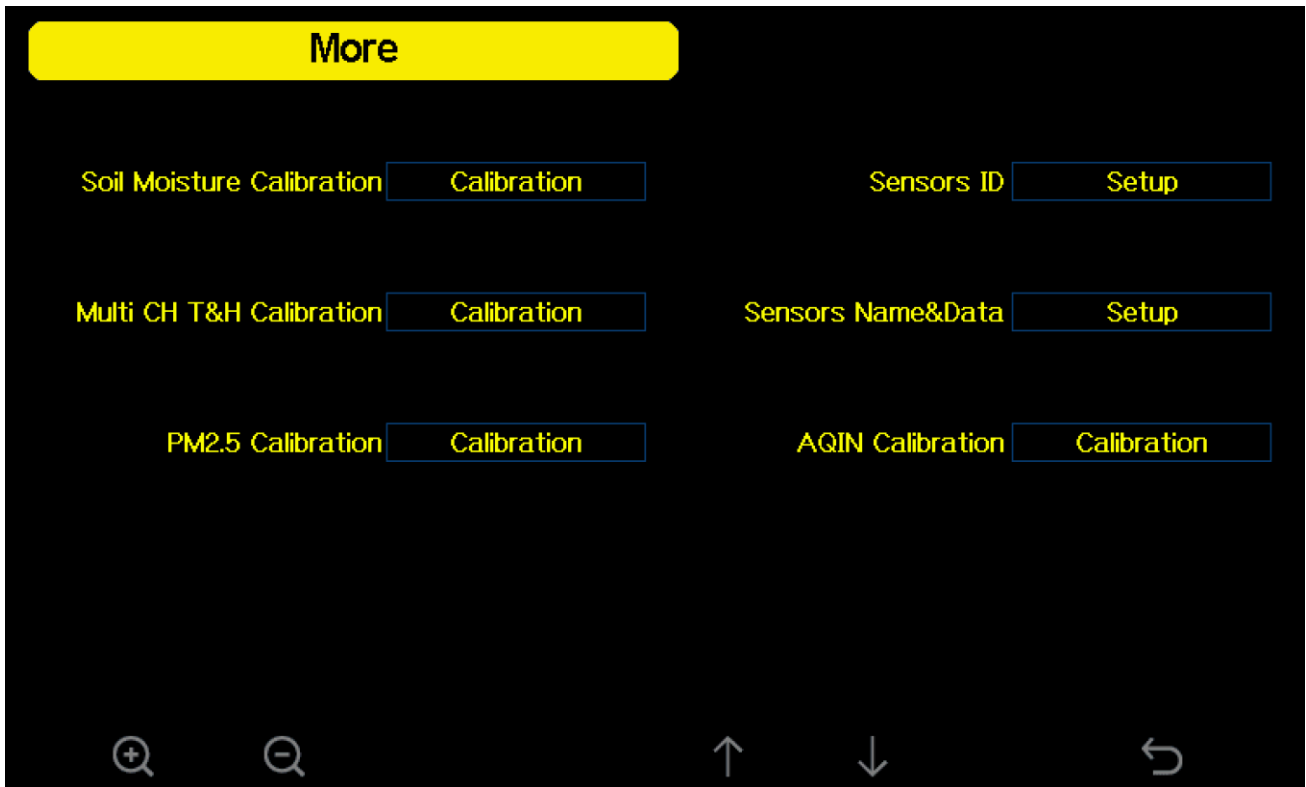 More
Soil Moisture Calibration Calibration Sensors ID Setup
Multi CH T&H Calibration Calibration Sensors Name&Data Setup
PM2.5 Calibration Calibration AQIN Calibration Calibration